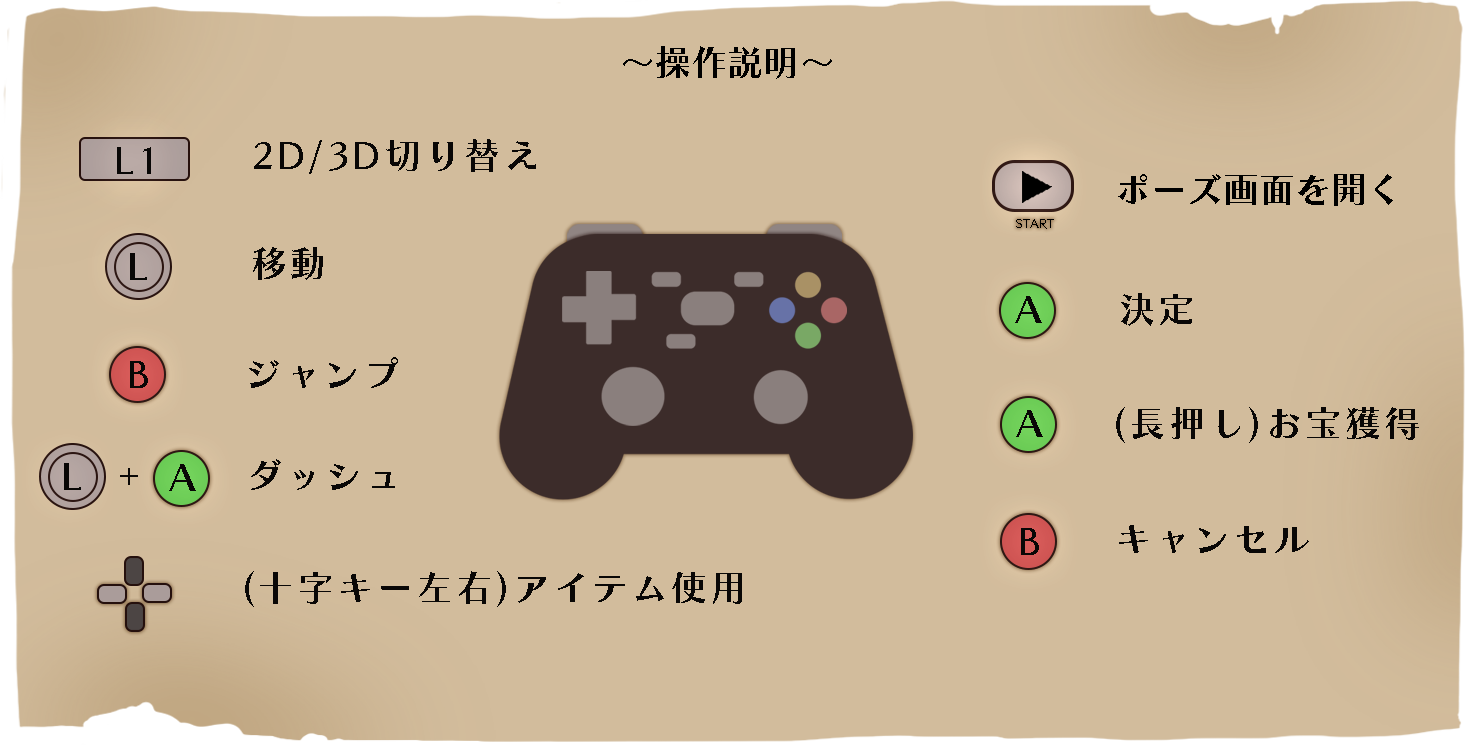 ～操作説明～
L1 2D/3D切り替え
L 移動
B ジャンプ
L + A ダッシュ
(十字キー左右)アイテム使用
START ポーズ画面を開く
A 決定
A (長押し)お宝獲得
B キャンセル